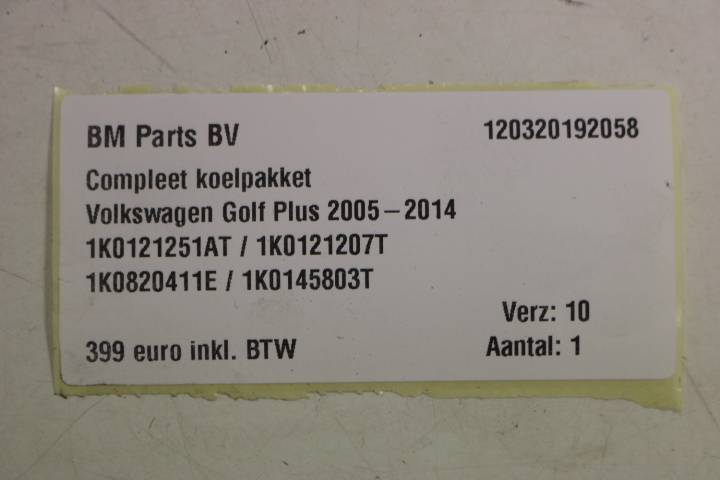 BM Parts BV 120320192058
Compleet koelpakket
Volkswagen Golf Plus 2005-2014
1K0121251AT / 1K0121207T
1K0820411E / 1K0145803T
Verz: 10
399 euro inkl. BTW Aantal: 1